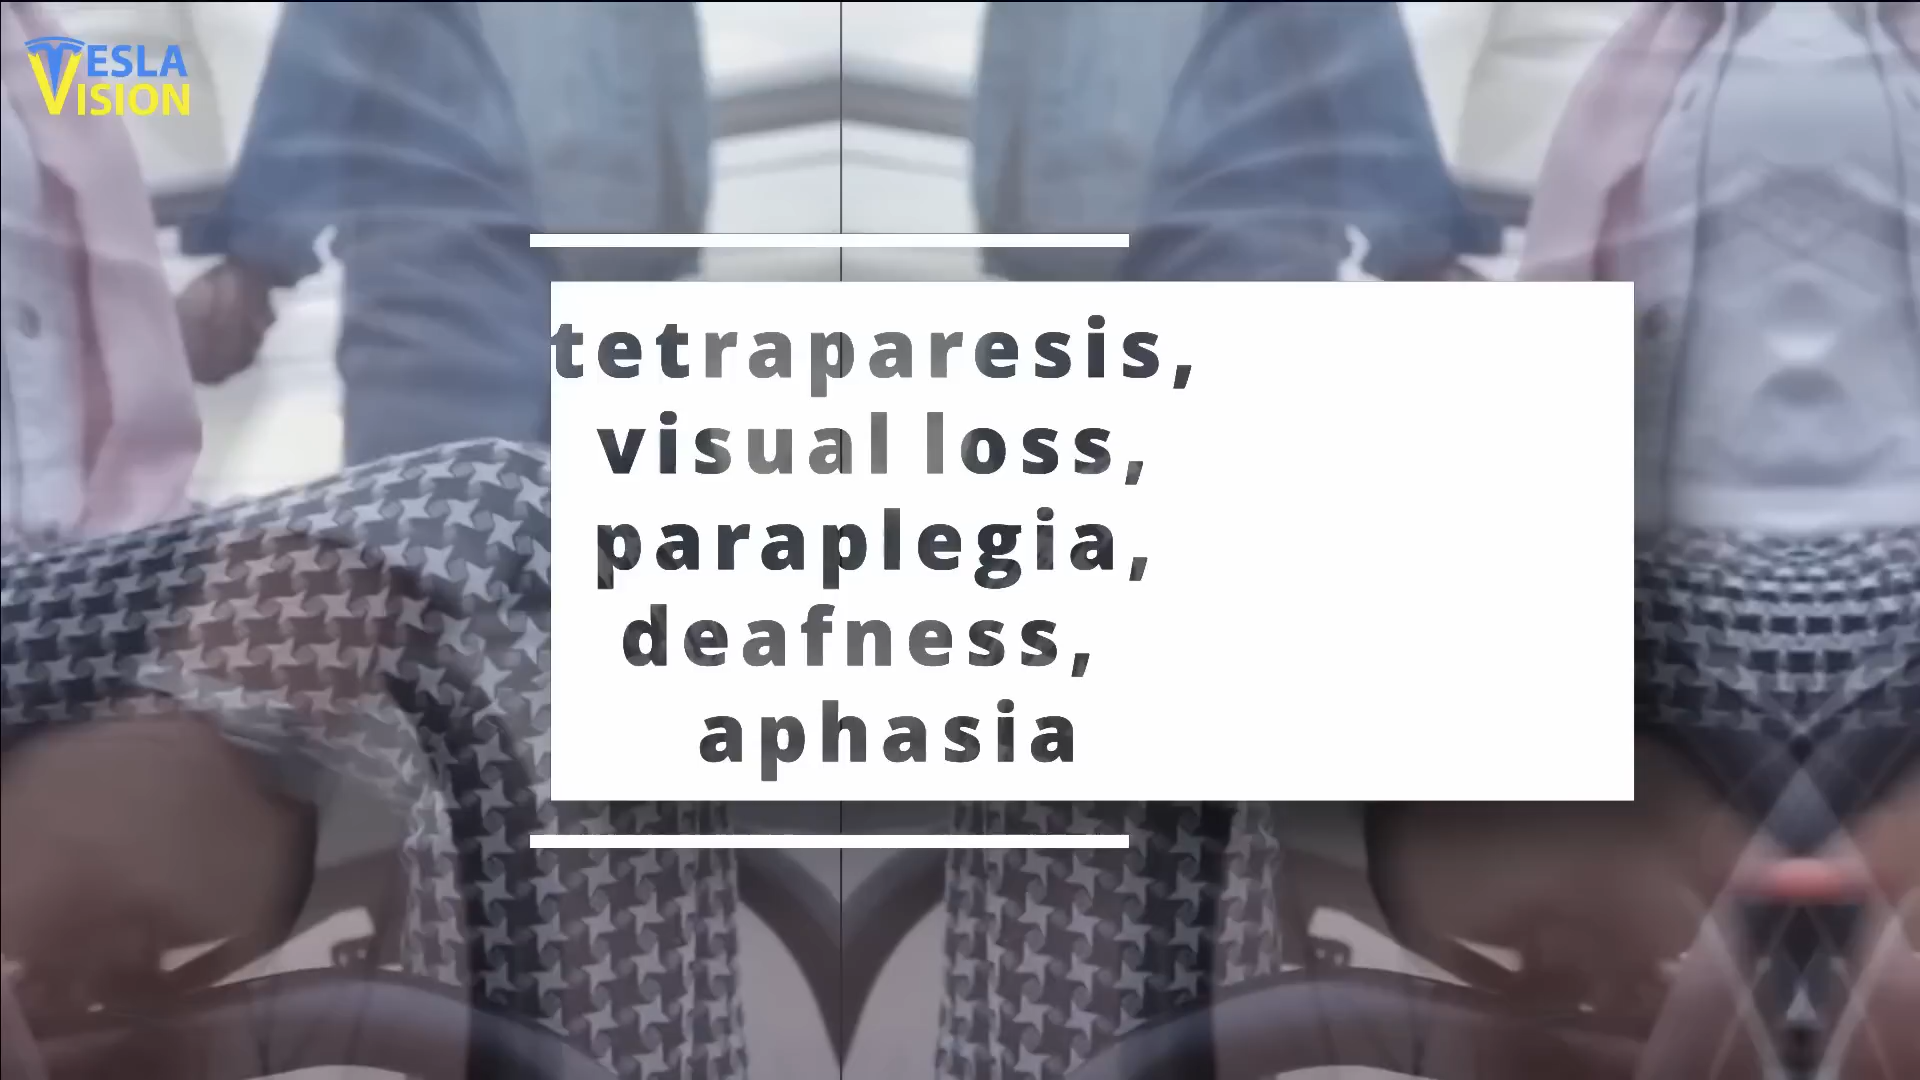 TESLA
VISION
tetraparesis,
visual loss,
paraplegia,
deafness,
aphasia